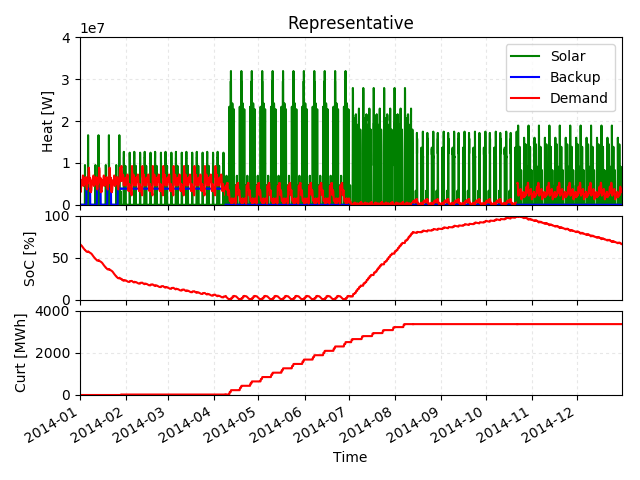 Representative
1e7
4
3
2
1
0
Heat [W]
Solar
Backup
Demand
100
50
0
SoC [%]
4000
2000
0
Curt [MWh]
2014-01
2014-02
2014-03
2014-04
2014-05
2014-06
2014-07
2014-08
2014-09
2014-10
2014-11
2014-12
Time